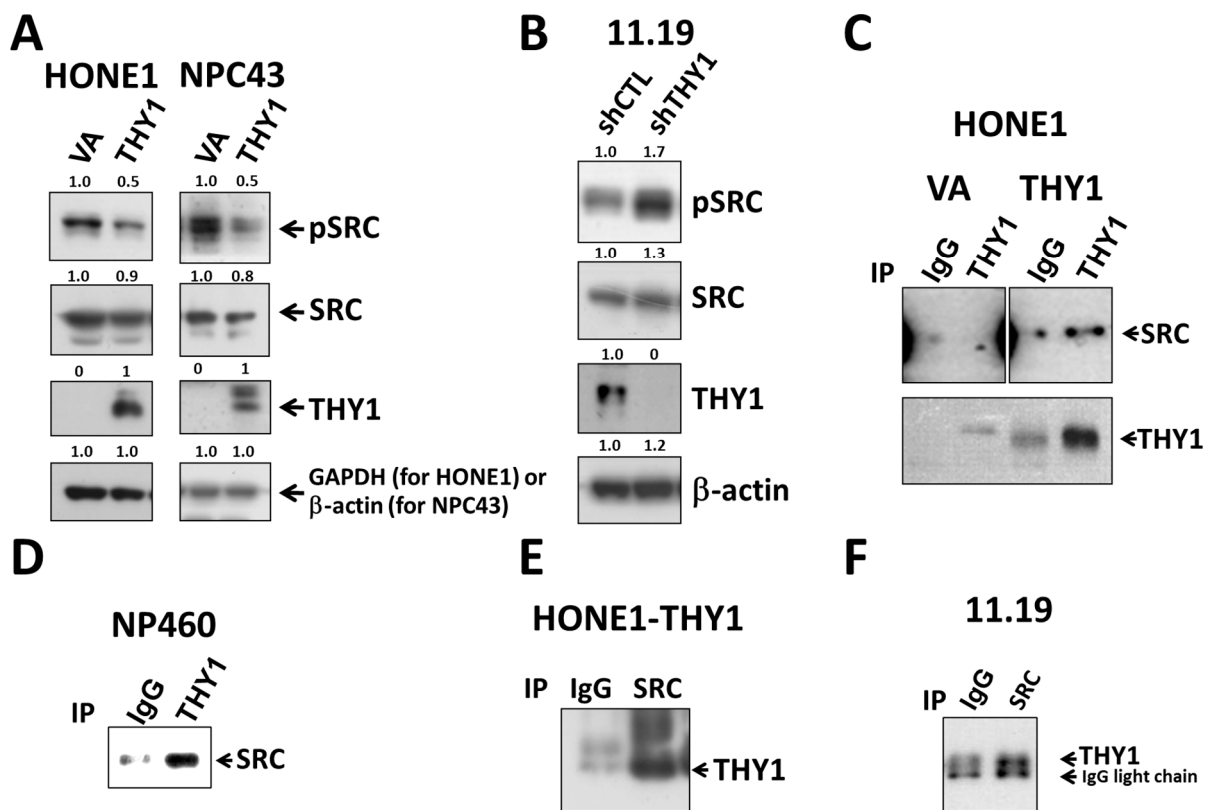 A
HONE1 NPC43
VA THY1 VA THY1
1.0 0.5 1.0 0.5
pSRC
1.0 0.9 1.0 0.8
SRC
0 1 0 1
THY1
1.0 1.0 1.0 1.0
GAPDH (for HONE1) or
β-actin (for NPC43)
B
11.19
shCTL shTHY1
1.0 1.7
pSRC
1.0 1.3
SRC
1.0 0
THY1
1.0 1.2
β-actin
C
HONE1
VA THY1
IP IgG THY1 IgG THY1
SRC
THY1
D
NP460
IP IgG THY1
SRC
E
HONE1-THY1
IP IgG SRC
THY1
F
11.19
IP IgG SRC
THY1
IgG light chain